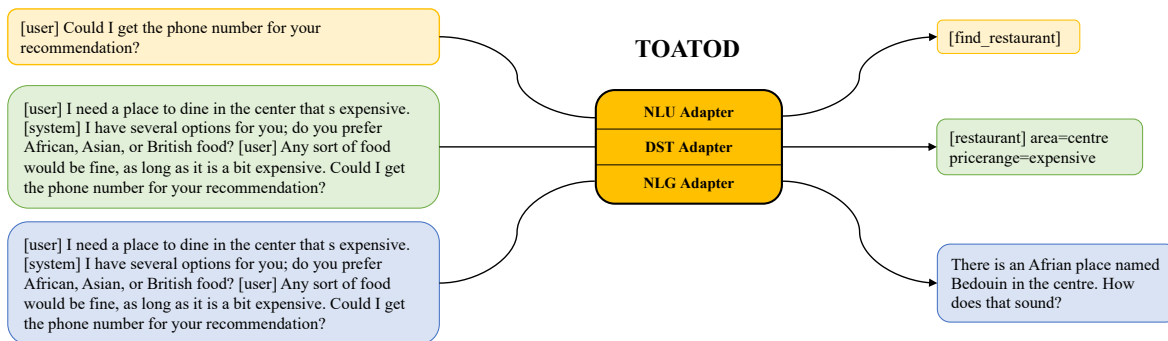 [user] Could I get the phone number for your
recommendation?
[user] I need a place to dine in the center that s expensive.
[system] I have several options for you; do you prefer
African, Asian, or British food? [user] Any sort of food
would be fine, as long as it is a bit expensive. Could I get
the phone number for your recommendation?
[user] I need a place to dine in the center that s expensive.
[system] I have several options for you; do you prefer
African, Asian, or British food? [user] Any sort of food
would be fine, as long as it is a bit expensive. Could I get
the phone number for your recommendation?
TOATOD
NLU Adapter
DST Adapter
NLG Adapter
[find_restaurant]
[restaurant] area=centre
pricerange=expensive
There is an Afrian place named
Bedouin in the centre. How
does that sound?